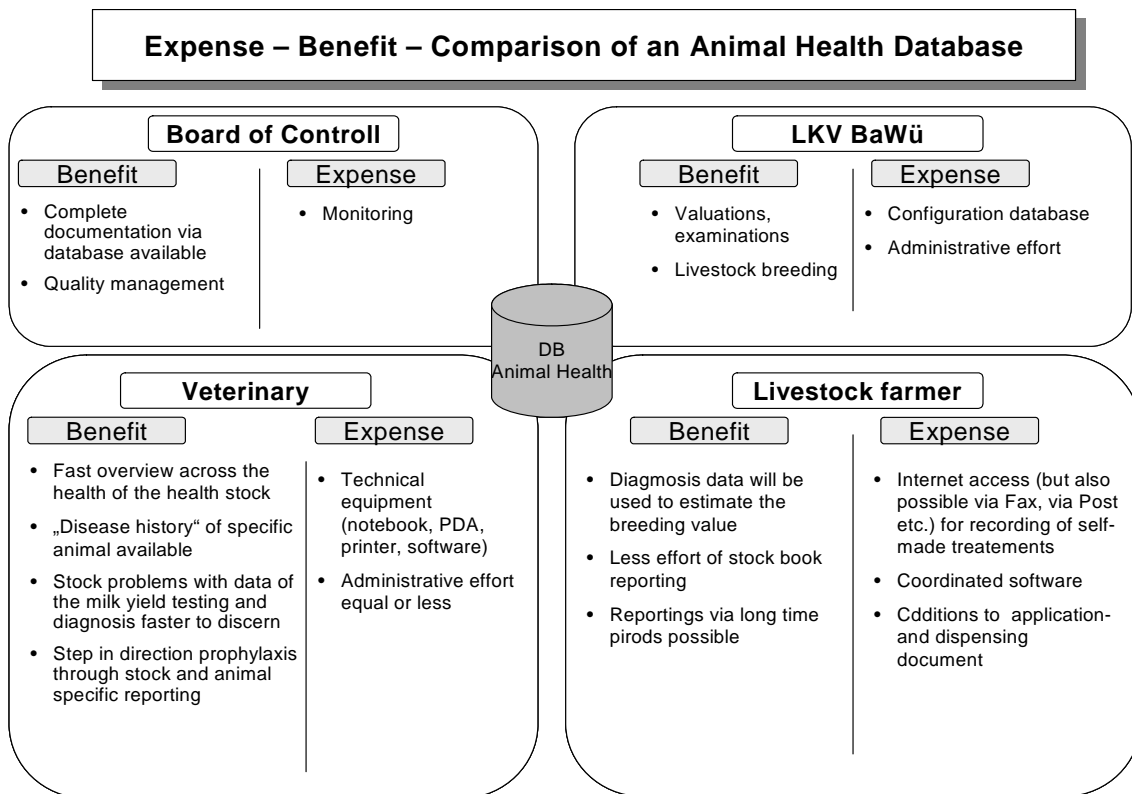 Expense – Benefit – Comparison of an Animal Health Database
Board of Controll
Benefit
• Complete
documentation via
database available
• Quality management
Expense
• Monitoring
LKV BaWü
Benefit
• Valuations,
examinations
• Livestock breeding
Expense
• Configuration database
• Administrative effort
DB
Animal Health
Veterinary
Benefit
• Fast overview across the
health of the health stock
• „Disease history“ of specific
animal available
• Stock problems with data of
the milk yield testing and
diagnosis faster to discern
• Step in direction prophylaxis
through stock and animal
specific reporting
Expense
• Technical
equipment
(notebook, PDA,
printer, software)
• Administrative effort
equal or less
Livestock farmer
Benefit
• Diagnosis data will be
used to estimate the
breeding value
• Less effort of stock book
reporting
• Reportings via long time
pirods possible
Expense
• Internet access (but also
possible via Fax, via Post
etc.) for recording of self-
made treatements
• Coordinated software
• Cdditions to application-
and dispensing
document